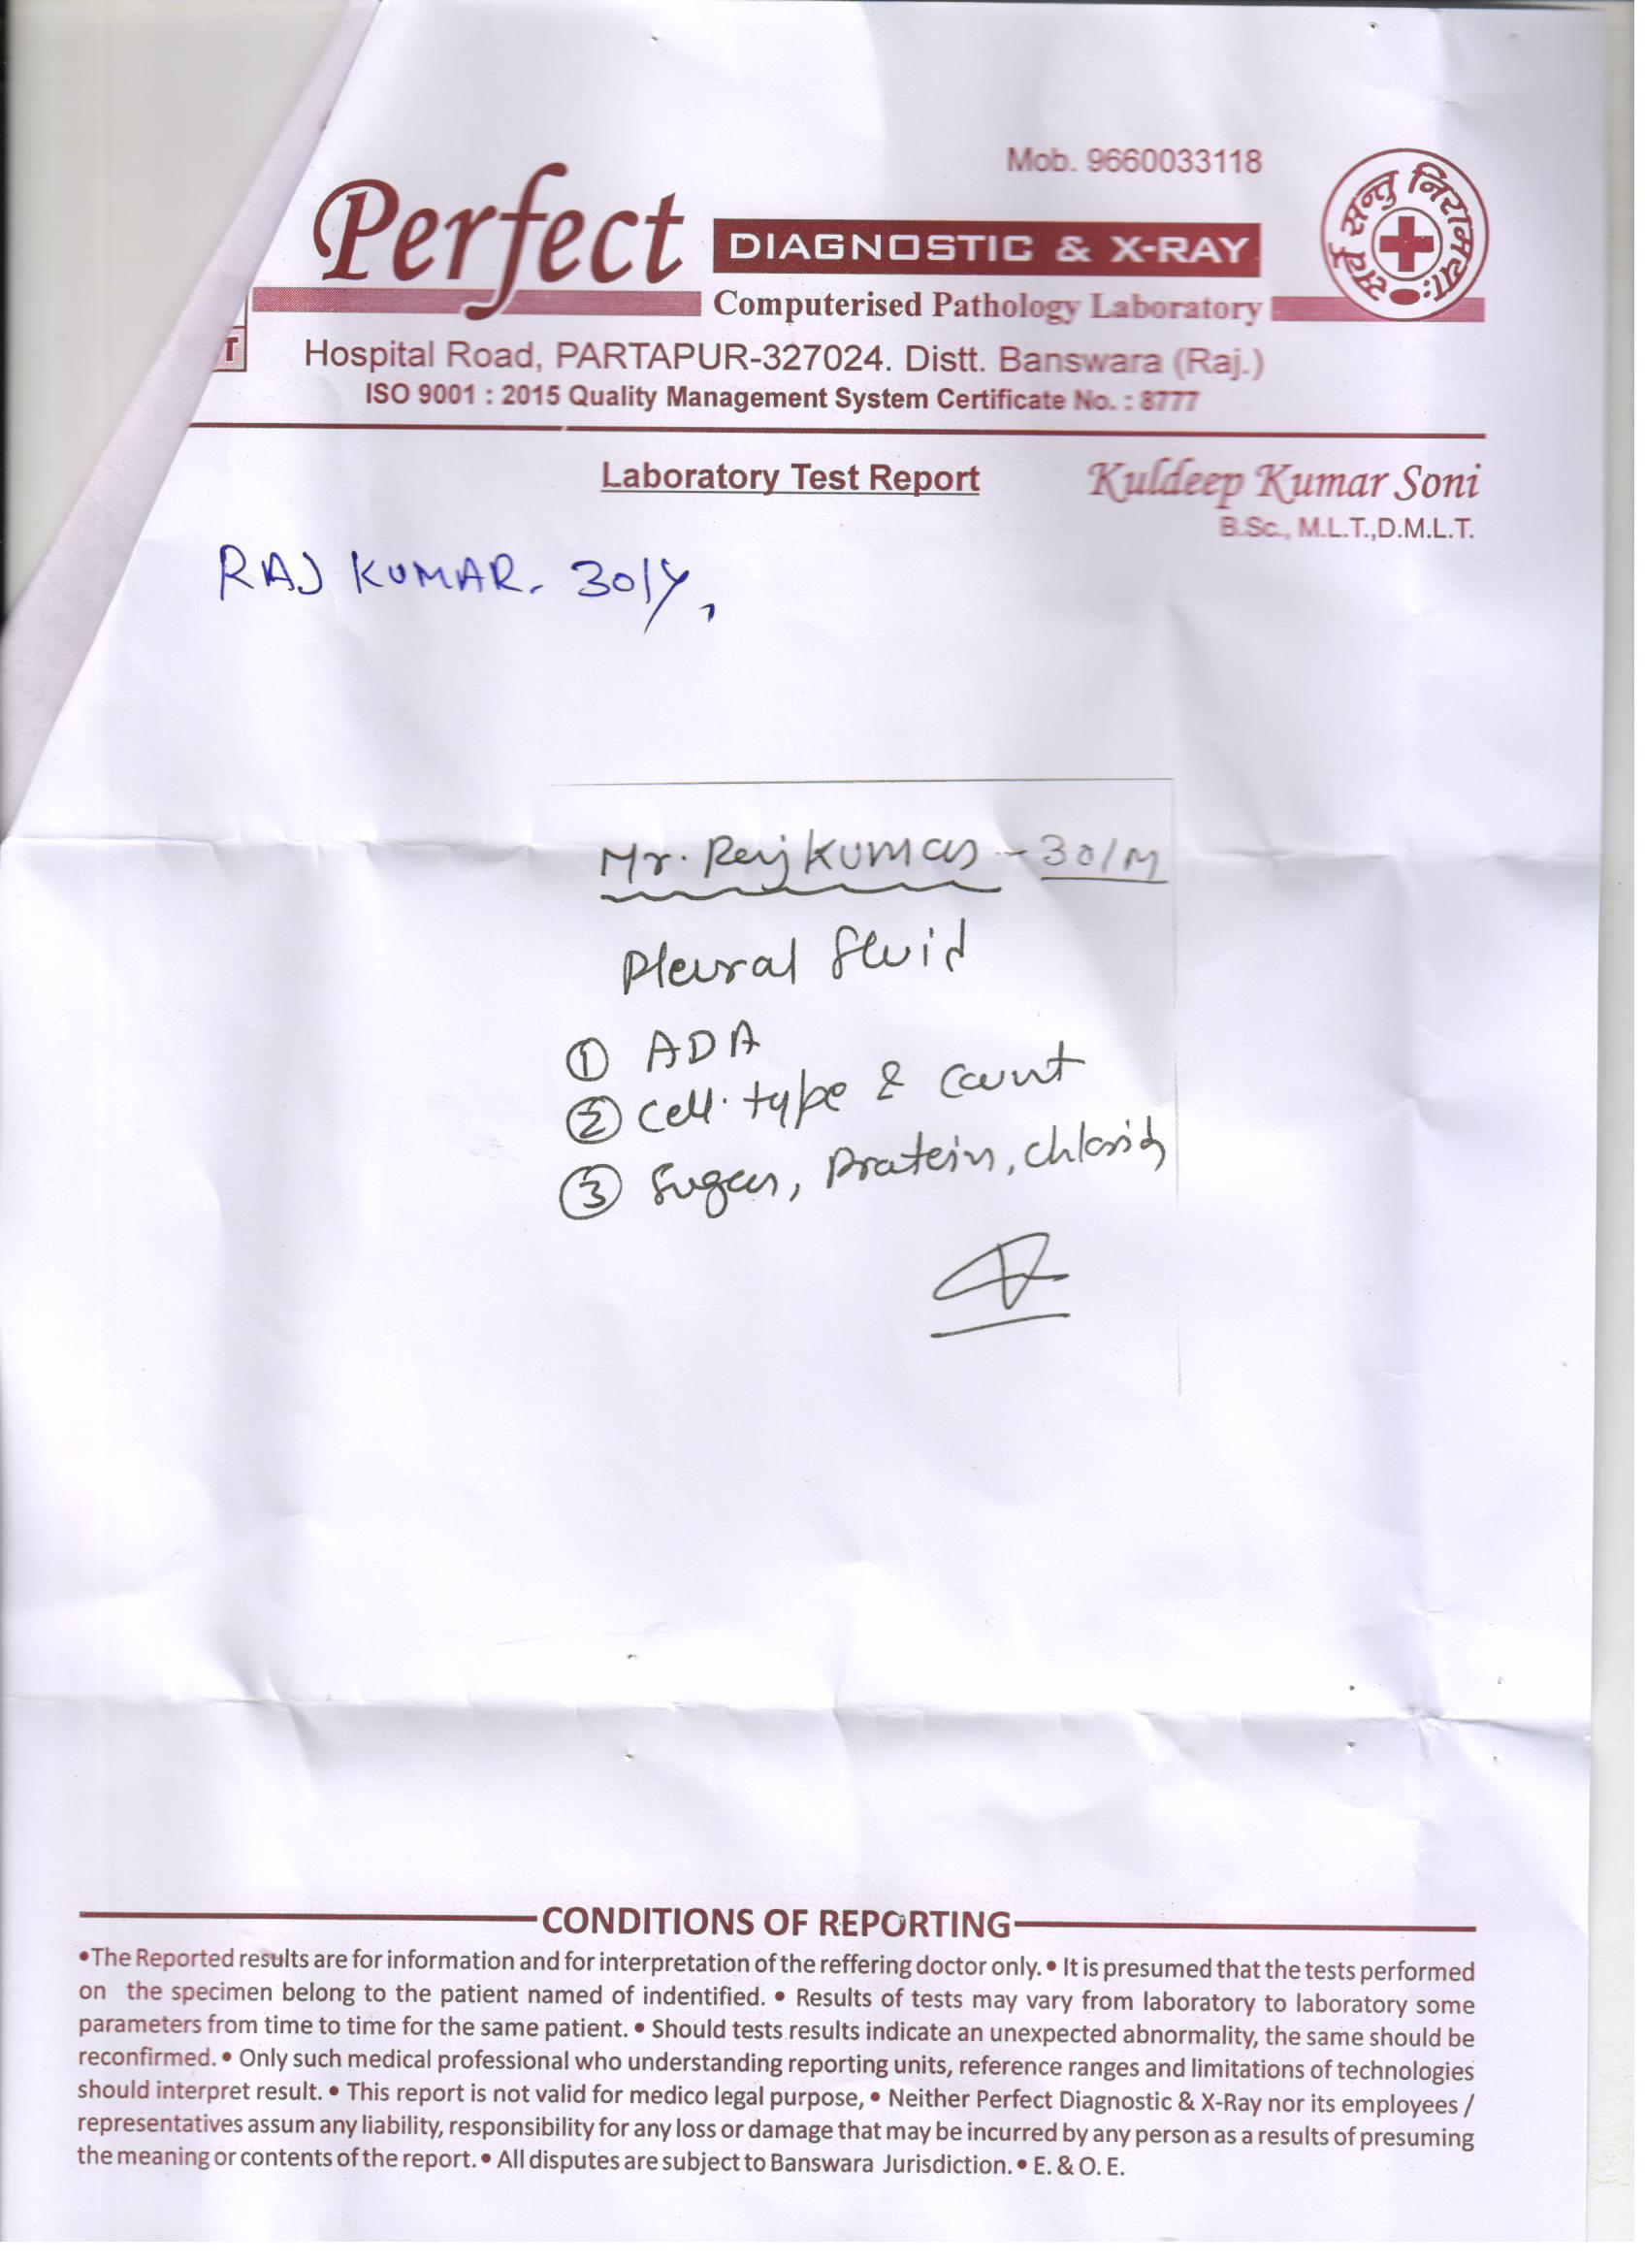 Mob. 9660033118
Perfect DIAGNOSTIC & X-RAY
सर्वे सन्तु निरामयाः
Computerised Pathology Laboratory
T
Hospital Road, PARTAPUR-327024. Distt. Banswara (Raj.)
ISO 9001 : 2015 Quality Management System Certificate No. : 8777
Laboratory Test Report
Kuldeep Kumar Soni
B.Sc., M.L.T.,D.M.L.T.
RAJ KUMAR. 30/Y,
Mr. Rajkumar - 30/M
Pleural fluid
① ADA
② Cell type & Count
③ Sugar, Protein, chloride
CONDITIONS OF REPORTING
•The Reported results are for information and for interpretation of the reffering doctor only. • It is presumed that the tests performed
on the specimen belong to the patient named of indentified. • Results of tests may vary from laboratory to laboratory some
parameters from time to time for the same patient. • Should tests results indicate an unexpected abnormality, the same should be
reconfirmed. • Only such medical professional who understanding reporting units, reference ranges and limitations of technologies
should interpret result. • This report is not valid for medico legal purpose, • Neither Perfect Diagnostic & X-Ray nor its employees /
representatives assum any liability, responsibility for any loss or damage that may be incurred by any person as a results of presuming
the meaning or contents of the report. • All disputes are subject to Banswara Jurisdiction. • E. & O. E.